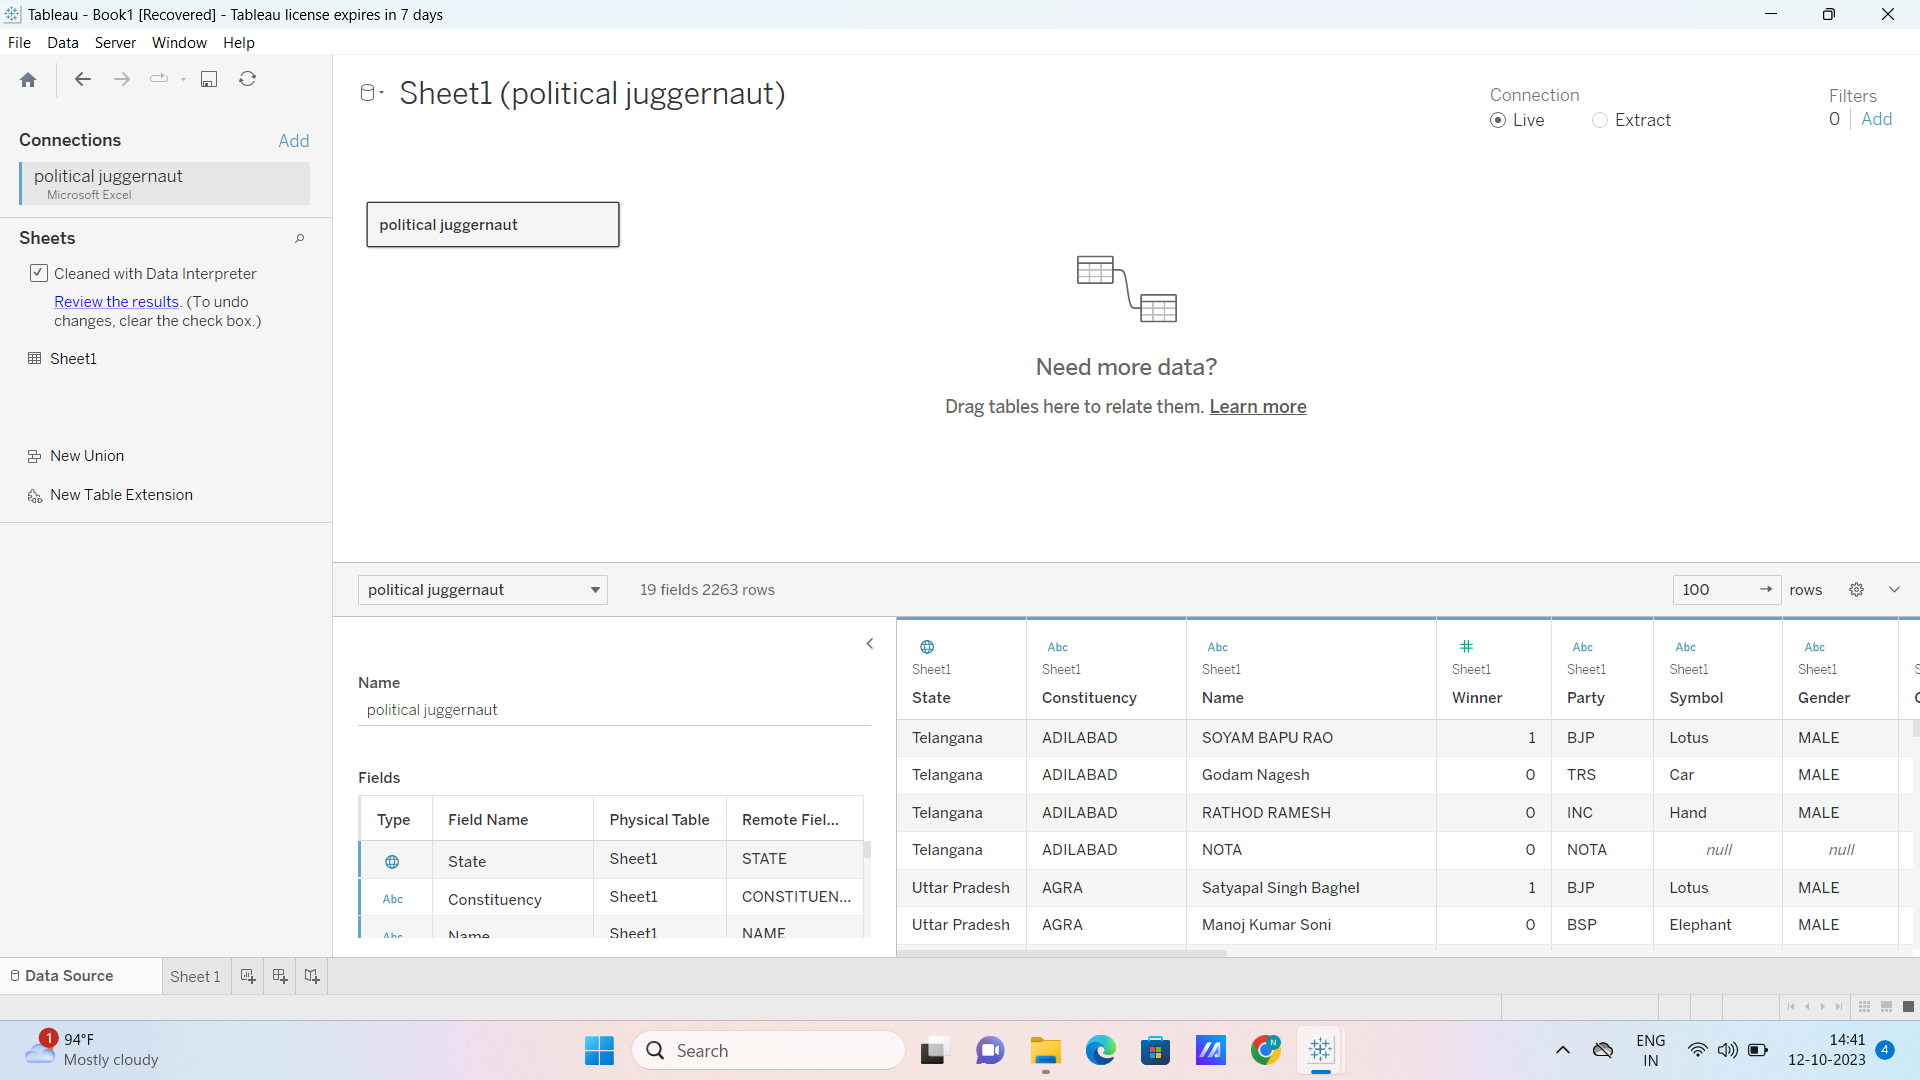 Tableau - Book1 [Recovered] - Tableau license expires in 7 days
File Data Server Window Help
Connections Add
political juggernaut
Microsoft Excel
Sheets
Cleaned with Data Interpreter
Review the results. (To undo
changes, clear the check box.)
Sheet1
New Union
New Table Extension
Sheet1 (political juggernaut)
Connection
Live Extract
Filters
0 Add
political juggernaut
Need more data?
Drag tables here to relate them. Learn more
political juggernaut 19 fields 2263 rows 100 rows
Name
political juggernaut
Fields
Type Field Name Physical Table Remote Fiel...
State Sheet1 STATE
Abc Constituency Sheet1 CONSTITUEN...
Abc Name Sheet1 NAME
Abc Abc # Abc Abc Abc
Sheet1 Sheet1 Sheet1 Sheet1 Sheet1 Sheet1 Sheet1
State Constituency Name Winner Party Symbol Gender
Telangana ADILABAD SOYAM BAPU RAO 1 BJP Lotus MALE
Telangana ADILABAD Godam Nagesh 0 TRS Car MALE
Telangana ADILABAD RATHOD RAMESH 0 INC Hand MALE
Telangana ADILABAD NOTA 0 NOTA null null
Uttar Pradesh AGRA Satyapal Singh Baghel 1 BJP Lotus MALE
Uttar Pradesh AGRA Manoj Kumar Soni 0 BSP Elephant MALE
Data Source Sheet 1
1
94°F
Mostly cloudy
Search
N
ENG
IN
14:41
12-10-2023
4